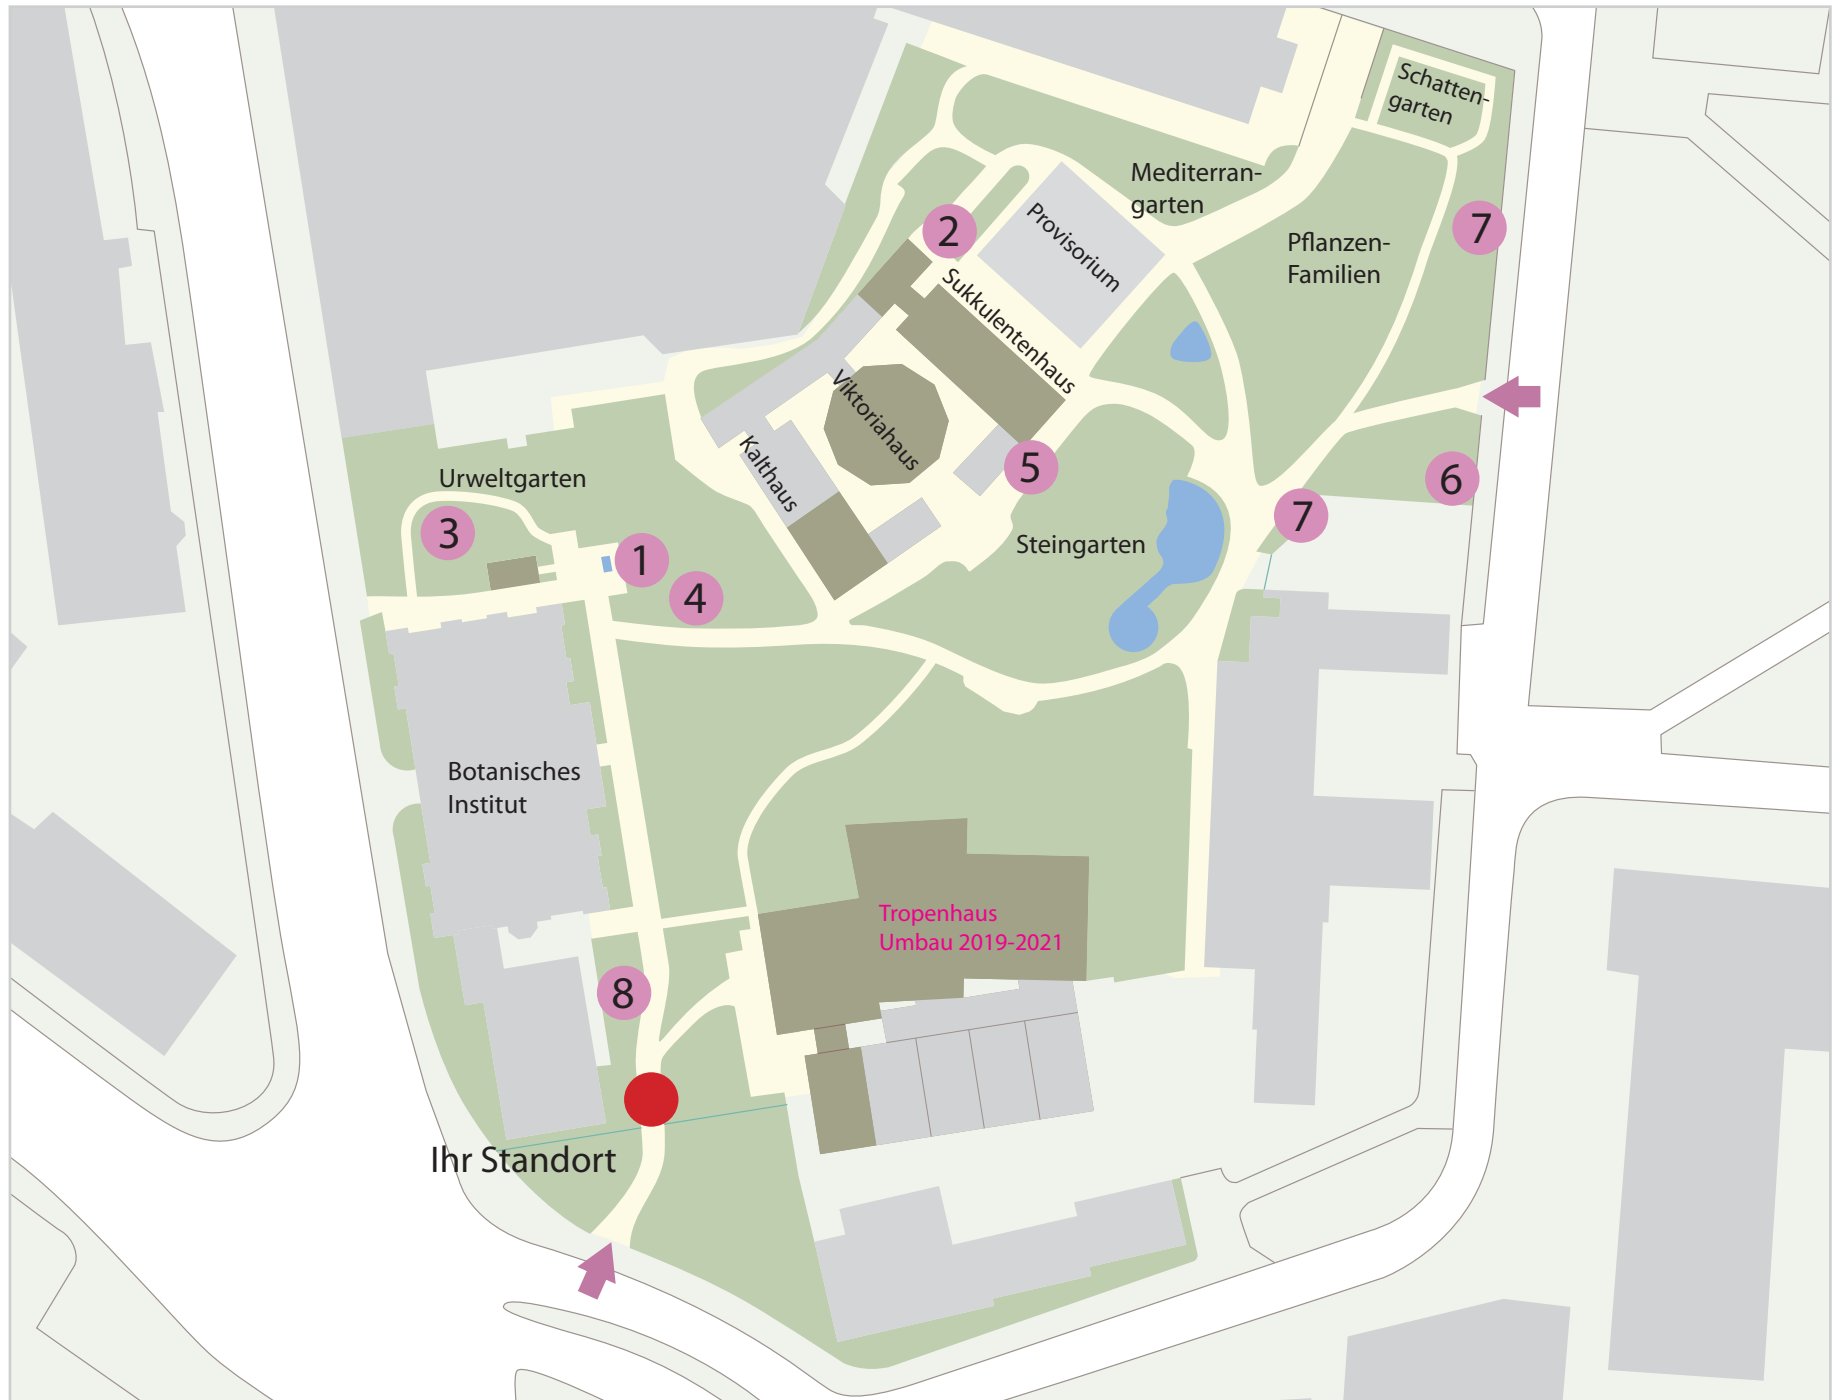 Schatten-
garten
Mediterran-
garten
7
2
Provisorium
Pflanzen-
Familien
Sukkulentenhaus
Viktoriahaus
Kalthaus
5
6
Urweltgarten
7
3
Steingarten
1
4
Botanisches
Institut
Tropenhaus
Umbau 2019-2021
8
Ihr Standort